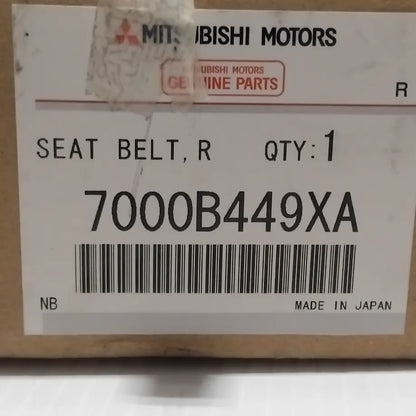 MITSUBISHI MOTORS
MITSUBISHI MOTORS
GENUINE PARTS
R
SEAT BELT, R QTY: 1
7000B449XA
NB MADE IN JAPAN